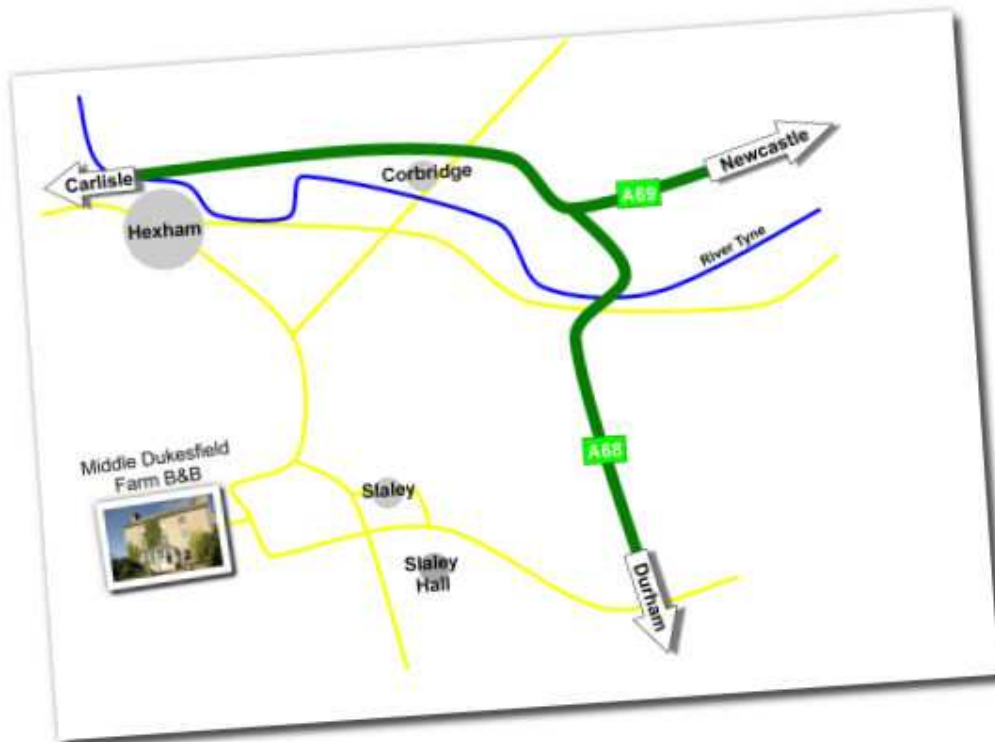 Carlisle
Corbridge
Newcastle
A69
Hexham
River Tyne
A68
Middle Dukesfield
Farm B&B
Slaley
Slaley
Hall
Durham